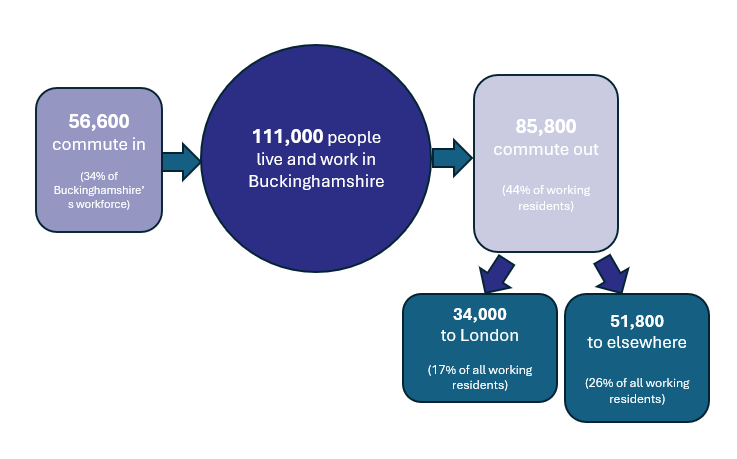 56,600
commute in
(34% of
Buckinghamshire'
s workforce)
111,000 people
live and work in
Buckinghamshire
85,800
commute out
(44% of working
residents)
34,000
to London
(17% of all working
residents)
51,800
to elsewhere
(26% of all working
residents)